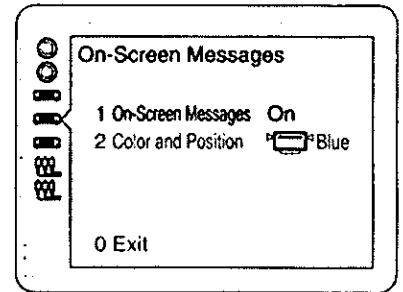 On-Screen Messages
1 On-Screen Messages On
2 Color and Position Blue
0 Exit